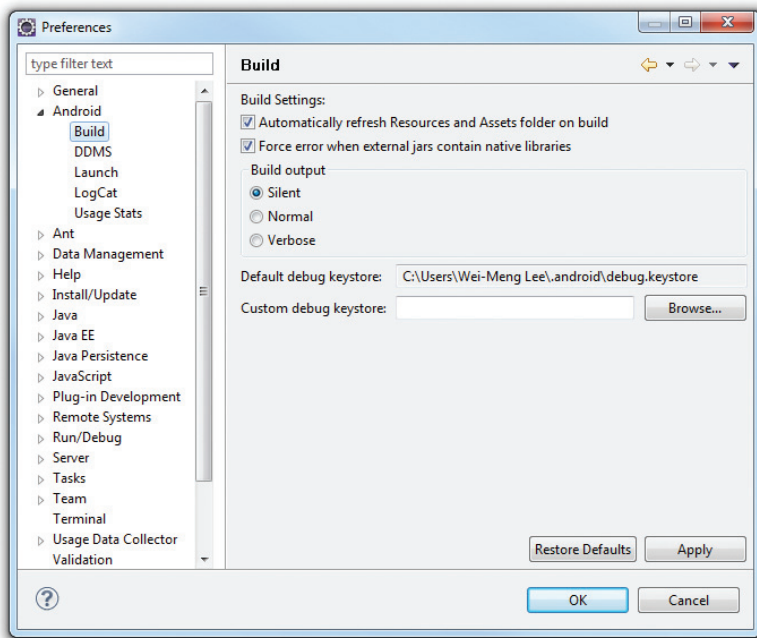 Preferences
type filter text
General
Android
Build
DDMS
Launch
LogCat
Usage Stats
Ant
Data Management
Help
Install/Update
Java
Java EE
Java Persistence
JavaScript
Plug-in Development
Remote Systems
Run/Debug
Server
Tasks
Team
Terminal
Usage Data Collector
Validation
Build
Build Settings:
Automatically refresh Resources and Assets folder on build
Force error when external jars contain native libraries
Build output
Silent
Normal
Verbose
Default debug keystore: C:\Users\Wei-Meng Lee\.android\debug.keystore
Custom debug keystore: Browse...
Restore Defaults Apply
? OK Cancel